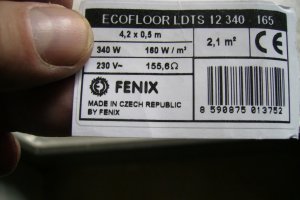 ECOFLOOR LDTS 12 340 - 165
4,2 x 0,5 m
340 W 160 W / m²
2,1 m²
CE
230 V~ 155,6Ω
FENIX
MADE IN CZECH REPUBLIC
BY FENIX
8 590875 013752